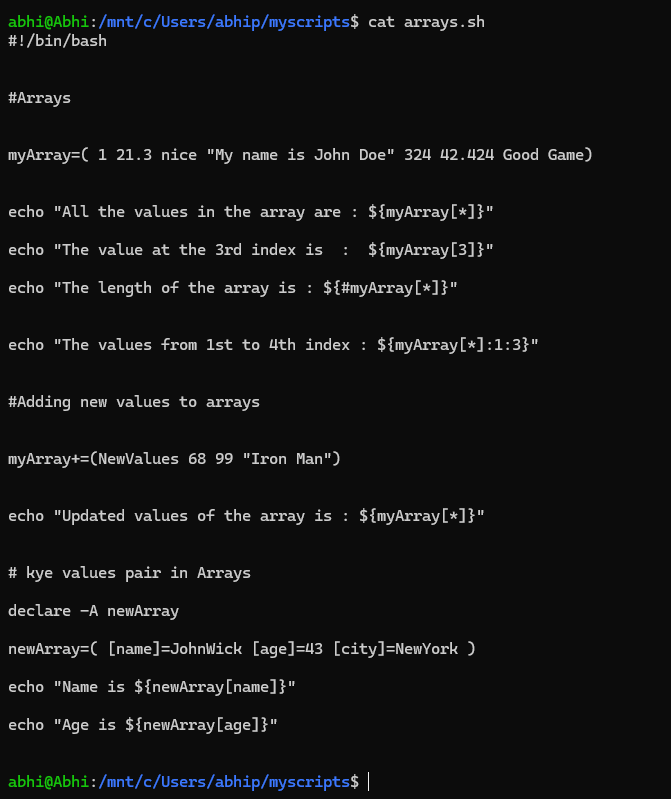 abhi@Abhi:/mnt/c/Users/abhip/myscripts$ cat arrays.sh
#!/bin/bash
#Arrays
myArray=( 1 21.3 nice "My name is John Doe" 324 42.424 Good Game)
echo "All the values in the array are : ${myArray[*]}"
echo "The value at the 3rd index is  :  ${myArray[3]}"
echo "The length of the array is : ${#myArray[*]}"
echo "The values from 1st to 4th index : ${myArray[*]:1:3}"
#Adding new values to arrays
myArray+=(NewValues 68 99 "Iron Man")
echo "Updated values of the array is : ${myArray[*]}"
# kye values pair in Arrays
declare -A newArray
newArray=( [name]=JohnWick [age]=43 [city]=NewYork )
echo "Name is ${newArray[name]}"
echo "Age is ${newArray[age]}"
abhi@Abhi:/mnt/c/Users/abhip/myscripts$